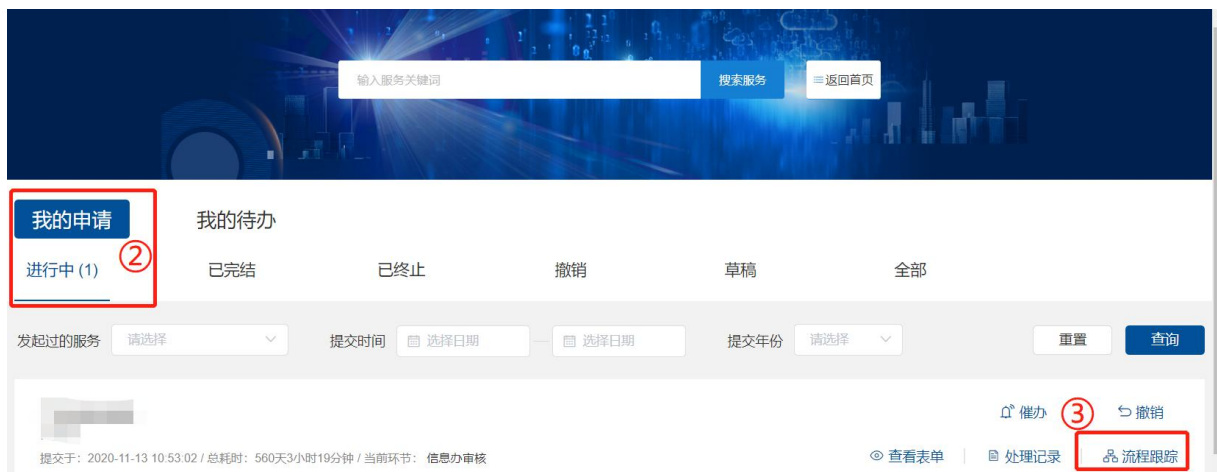 输入服务关键词 搜索服务 返回首页
我的申请 我的待办
②
进行中 (1) 已完结 已终止 撤销 草稿 全部
发起过的服务 请选择 提交时间 选择日期 — 选择日期 提交年份 请选择 重置 查询
催办 ③ 撤销
提交于：2020-11-13 10:53:02 / 总耗时：560天3小时19分钟 / 当前环节：信息办审核 查看表单 处理记录 流程跟踪